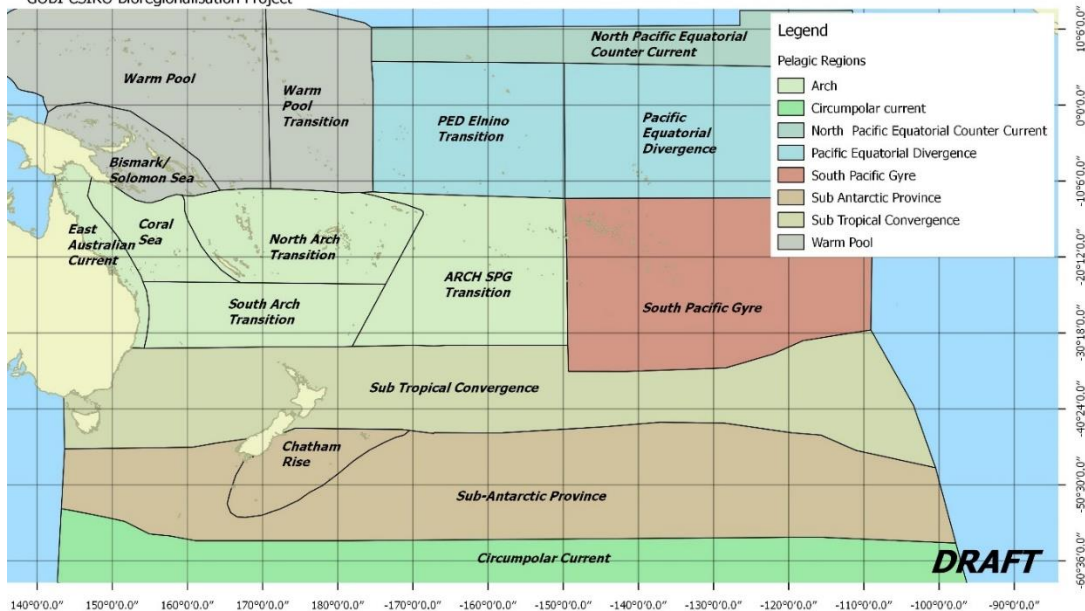 GOBI CSIRO Bioregionalisation Project
Legend
Pelagic Regions
Arch
Circumpolar current
North Pacific Equatorial Counter Current
Pacific Equatorial Divergence
South Pacific Gyre
Sub Antarctic Province
Sub Tropical Convergence
Warm Pool
North Pacific Equatorial
Counter Current
Warm Pool
Warm
Pool
Transition
PED Elnino
Transition
Pacific
Equatorial
Divergence
Bismark/
Solomon Sea
East
Australian
Current
Coral
Sea
North Arch
Transition
ARCH SPG
Transition
South Arch
Transition
South Pacific Gyre
Sub Tropical Convergence
Chatham
Rise
Sub-Antarctic Province
Circumpolar Current
DRAFT
10°6'0.0"
0°0'0.0"
-10°6'0.0"
-20°12'0.0"
-30°18'0.0"
-40°24'0.0"
-50°30'0.0"
-60°36'0.0"
140°0'0.0" 150°0'0.0" 160°0'0.0" 170°0'0.0" 180°0'0.0" -170°0'0.0" -160°0'0.0" -150°0'0.0" -140°0'0.0" -130°0'0.0" -120°0'0.0" -110°0'0.0" -100°0'0.0" -90°0'0.0"